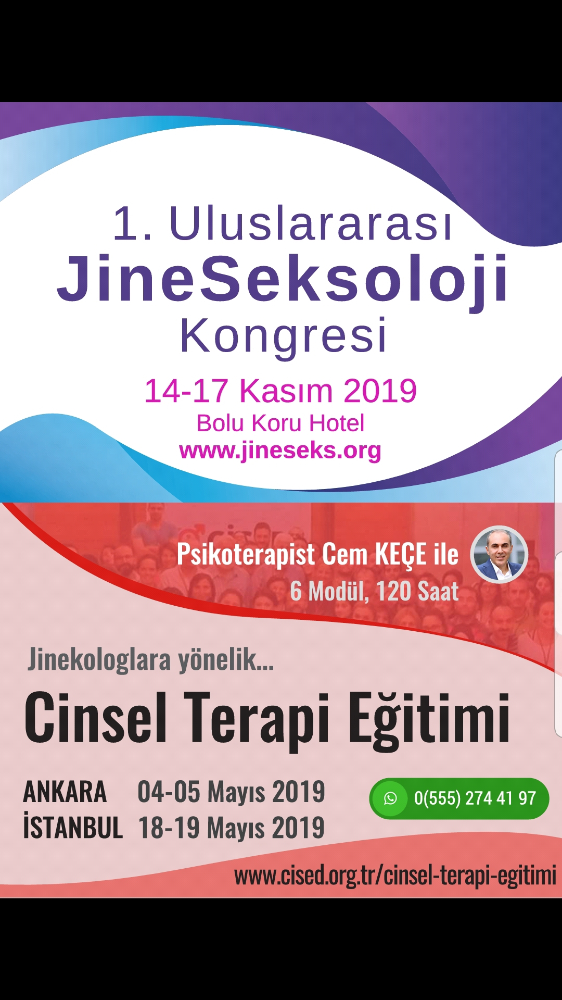 1. Uluslararası
JineSeksoloji
Kongresi
14-17 Kasım 2019
Bolu Koru Hotel
www.jineseks.org
Psikoterapist Cem KEÇE ile
6 Modül, 120 Saat
Jinekologlara yönelik...
Cinsel Terapi Eğitimi
ANKARA 04-05 Mayıs 2019
0(555) 274 41 97
İSTANBUL 18-19 Mayıs 2019
www.cised.org.tr/cinsel-terapi-egitimi